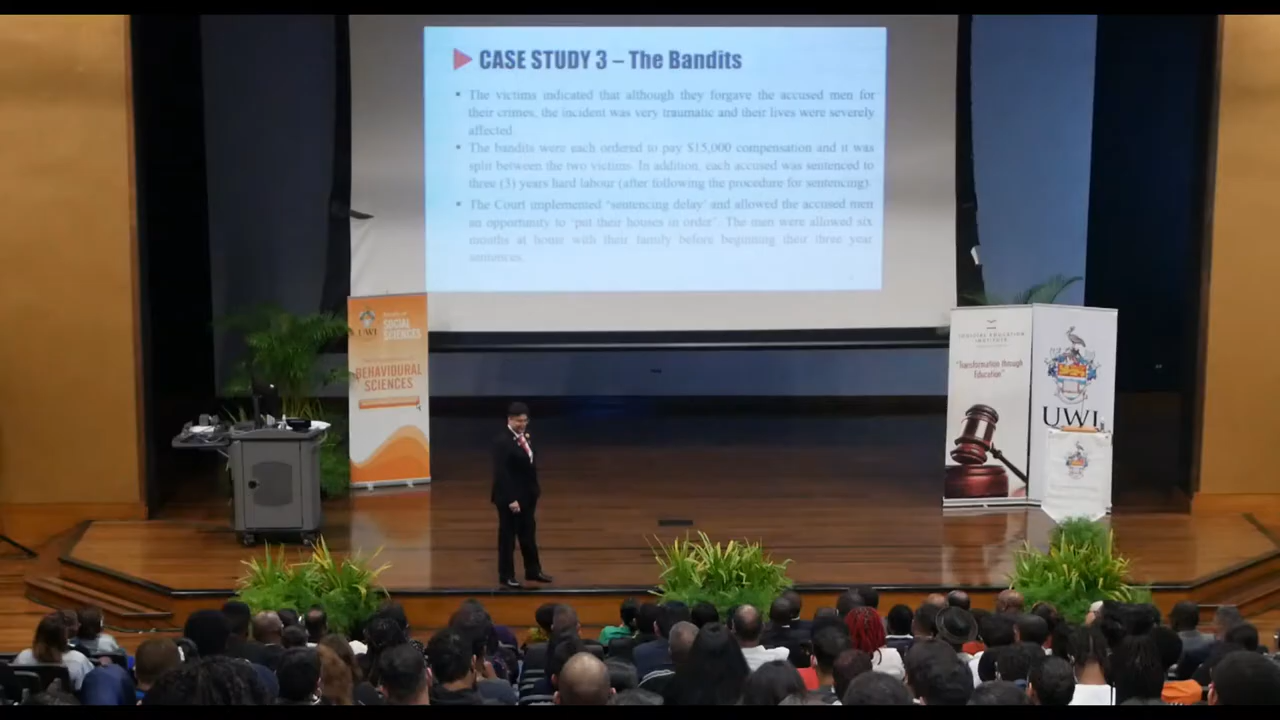 CASE STUDY 3 – The Bandits
▪ The victims indicated that although they forgave the accused men for
their crimes, the incident was very traumatic and their lives were severely
affected.
▪ The bandits were each ordered to pay $15,000 compensation and it was
split between the two victims. In addition, each accused was sentenced to
three (3) years hard labour (after following the procedure for sentencing).
▪ The Court implemented 'sentencing delay' and allowed the accused men
an opportunity to 'put their houses in order'. The men were allowed six
months at home with their family before beginning their three year
sentences.
UWI
SOCIAL
SCIENCES
BEHAVIOURAL
SCIENCES
JUDICIAL EDUCATION
INSTITUTE
"Transformation through
Education"
UWI